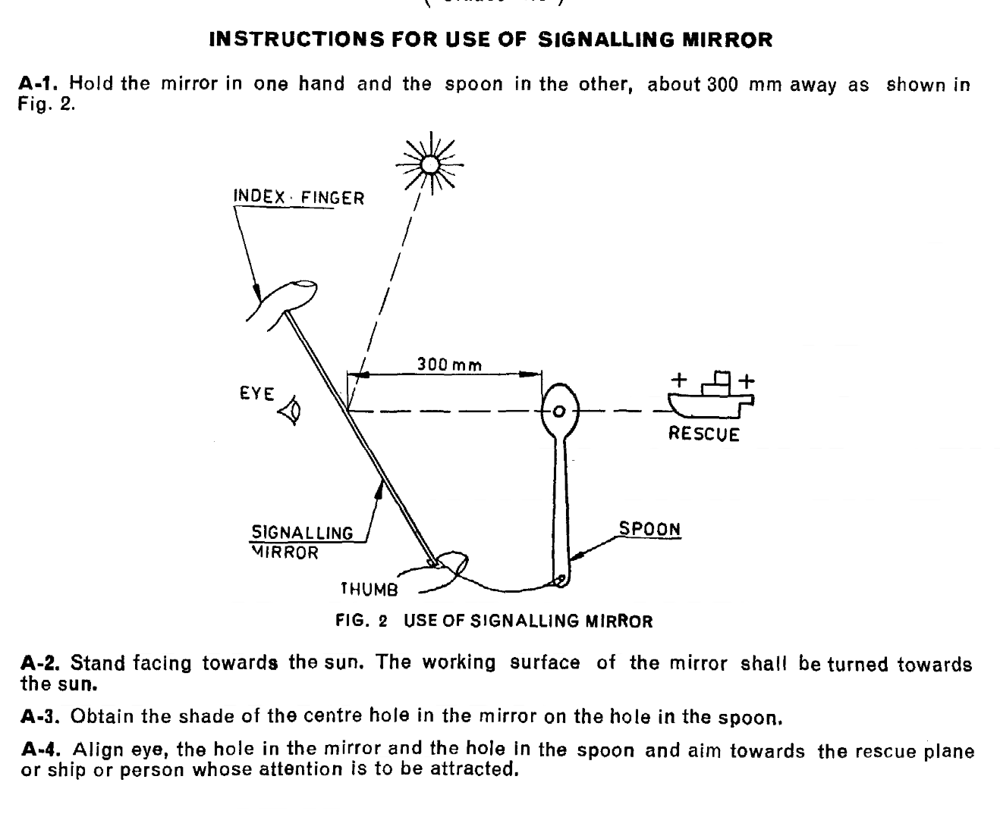 INSTRUCTIONS FOR USE OF SIGNALLING MIRROR
A-1. Hold the mirror in one hand and the spoon in the other, about 300 mm away as shown in
Fig. 2.
INDEX · FINGER
300 mm
EYE
RESCUE
SIGNALLING
MIRROR
SPOON
THUMB
FIG. 2 USE OF SIGNALLING MIRROR
A-2. Stand facing towards the sun. The working surface of the mirror shall be turned towards
the sun.
A-3. Obtain the shade of the centre hole in the mirror on the hole in the spoon.
A-4. Align eye, the hole in the mirror and the hole in the spoon and aim towards the rescue plane
or ship or person whose attention is to be attracted.